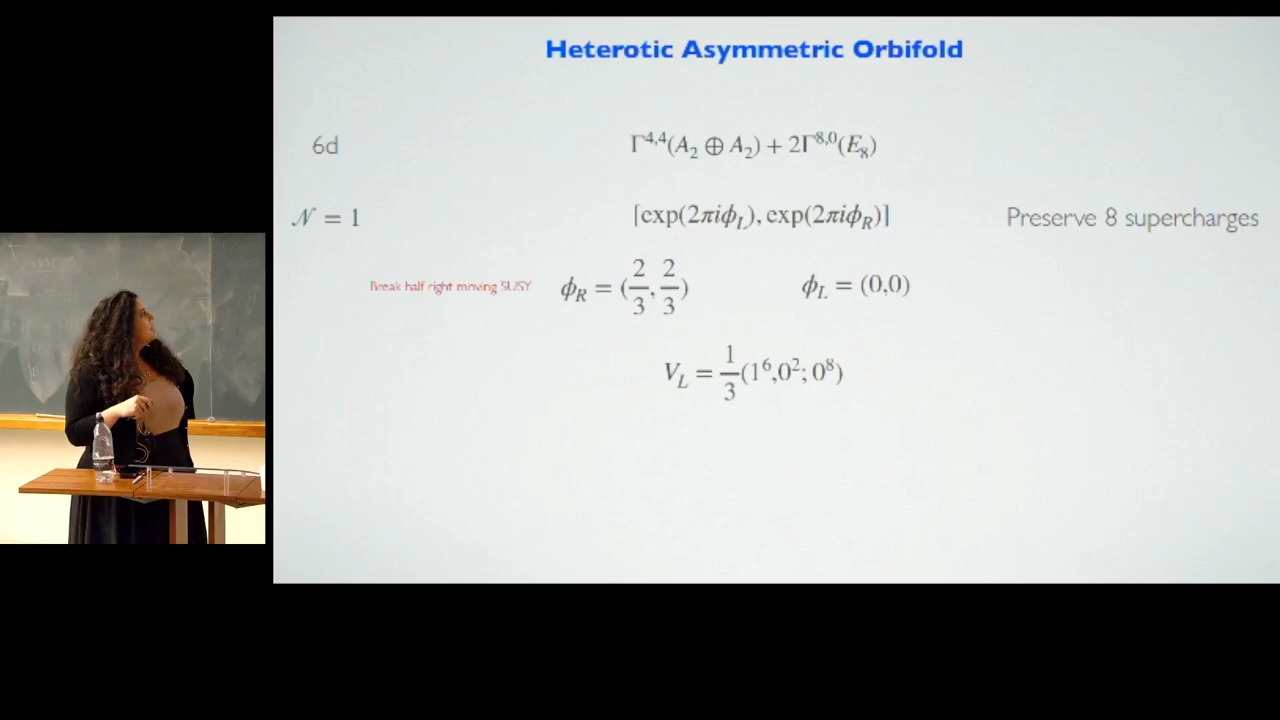 Heterotic Asymmetric Orbifold
6d Γ^{4,4}(A_2 ⊕ A_2) + 2Γ^{8,0}(E_8)
𝒩 = 1 [exp(2πiϕ_L), exp(2πiϕ_R)] Preserve 8 supercharges
Break half right moving SUSY ϕ_R = (2/3, 2/3) ϕ_L = (0,0)
V_L = 1/3(1^6,0^2; 0^8)